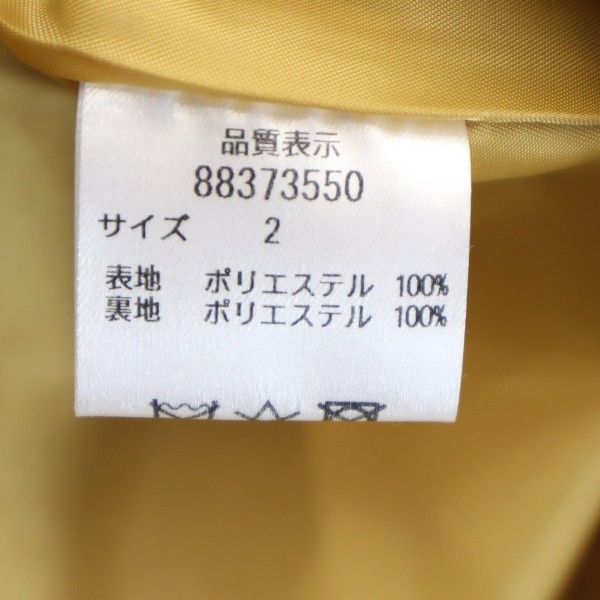 品質表示
88373550
サイズ 2
表地 ポリエステル 100%
裏地 ポリエステル 100%